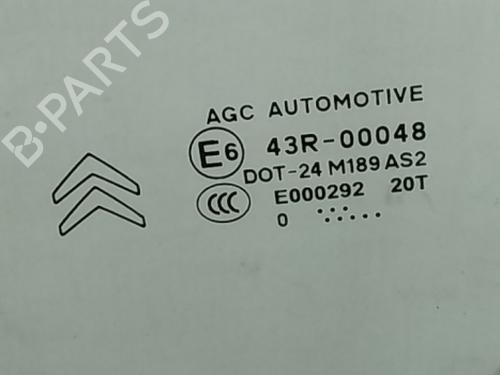 B-PARTS
AGC AUTOMOTIVE
E6 43R-00048
DOT-24 M189 AS2
CCC E000292 20T
0